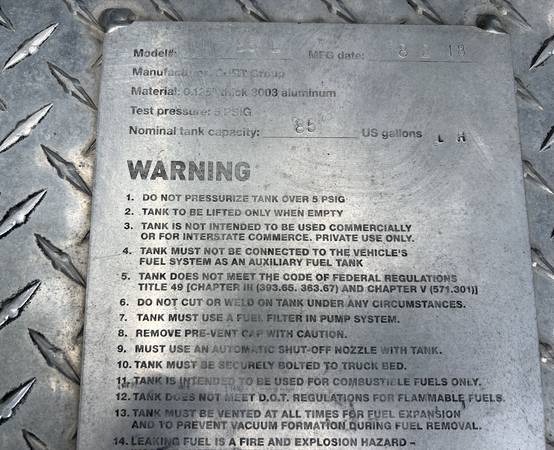 Model#: MFG date: 8 18
Manufacturer: Group
Material: 0.125" thick 3003 aluminum
Test pressure: 5 PSIG
Nominal tank capacity: 85 US gallons L H
WARNING
1. DO NOT PRESSURIZE TANK OVER 5 PSIG
2. TANK TO BE LIFTED ONLY WHEN EMPTY
3. TANK IS NOT INTENDED TO BE USED COMMERCIALLY
OR FOR INTERSTATE COMMERCE. PRIVATE USE ONLY.
4. TANK MUST NOT BE CONNECTED TO THE VEHICLE'S
FUEL SYSTEM AS AN AUXILIARY FUEL TANK
5. TANK DOES NOT MEET THE CODE OF FEDERAL REGULATIONS
TITLE 49 [CHAPTER III (393.65. 363.67) AND CHAPTER V (571.301)]
6. DO NOT CUT OR WELD ON TANK UNDER ANY CIRCUMSTANCES.
7. TANK MUST USE A FUEL FILTER IN PUMP SYSTEM.
8. REMOVE PRE-VENT CAP WITH CAUTION.
9. MUST USE AN AUTOMATIC SHUT-OFF NOZZLE WITH TANK.
10. TANK MUST BE SECURELY BOLTED TO TRUCK BED.
11. TANK IS INTENDED TO BE USED FOR COMBUSTIBLE FUELS ONLY.
12. TANK DOES NOT MEET D.O.T. REGULATIONS FOR FLAMMABLE FUELS.
13. TANK MUST BE VENTED AT ALL TIMES FOR FUEL EXPANSION
AND TO PREVENT VACUUM FORMATION DURING FUEL REMOVAL.
14. LEAKING FUEL IS A FIRE AND EXPLOSION HAZARD –